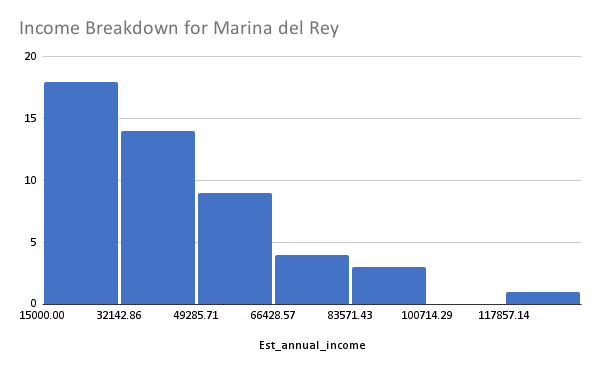 Income Breakdown for Marina del Rey
20
15
10
5
0
15000.00 32142.86 49285.71 66428.57 83571.43 100714.29 117857.14
Est_annual_income